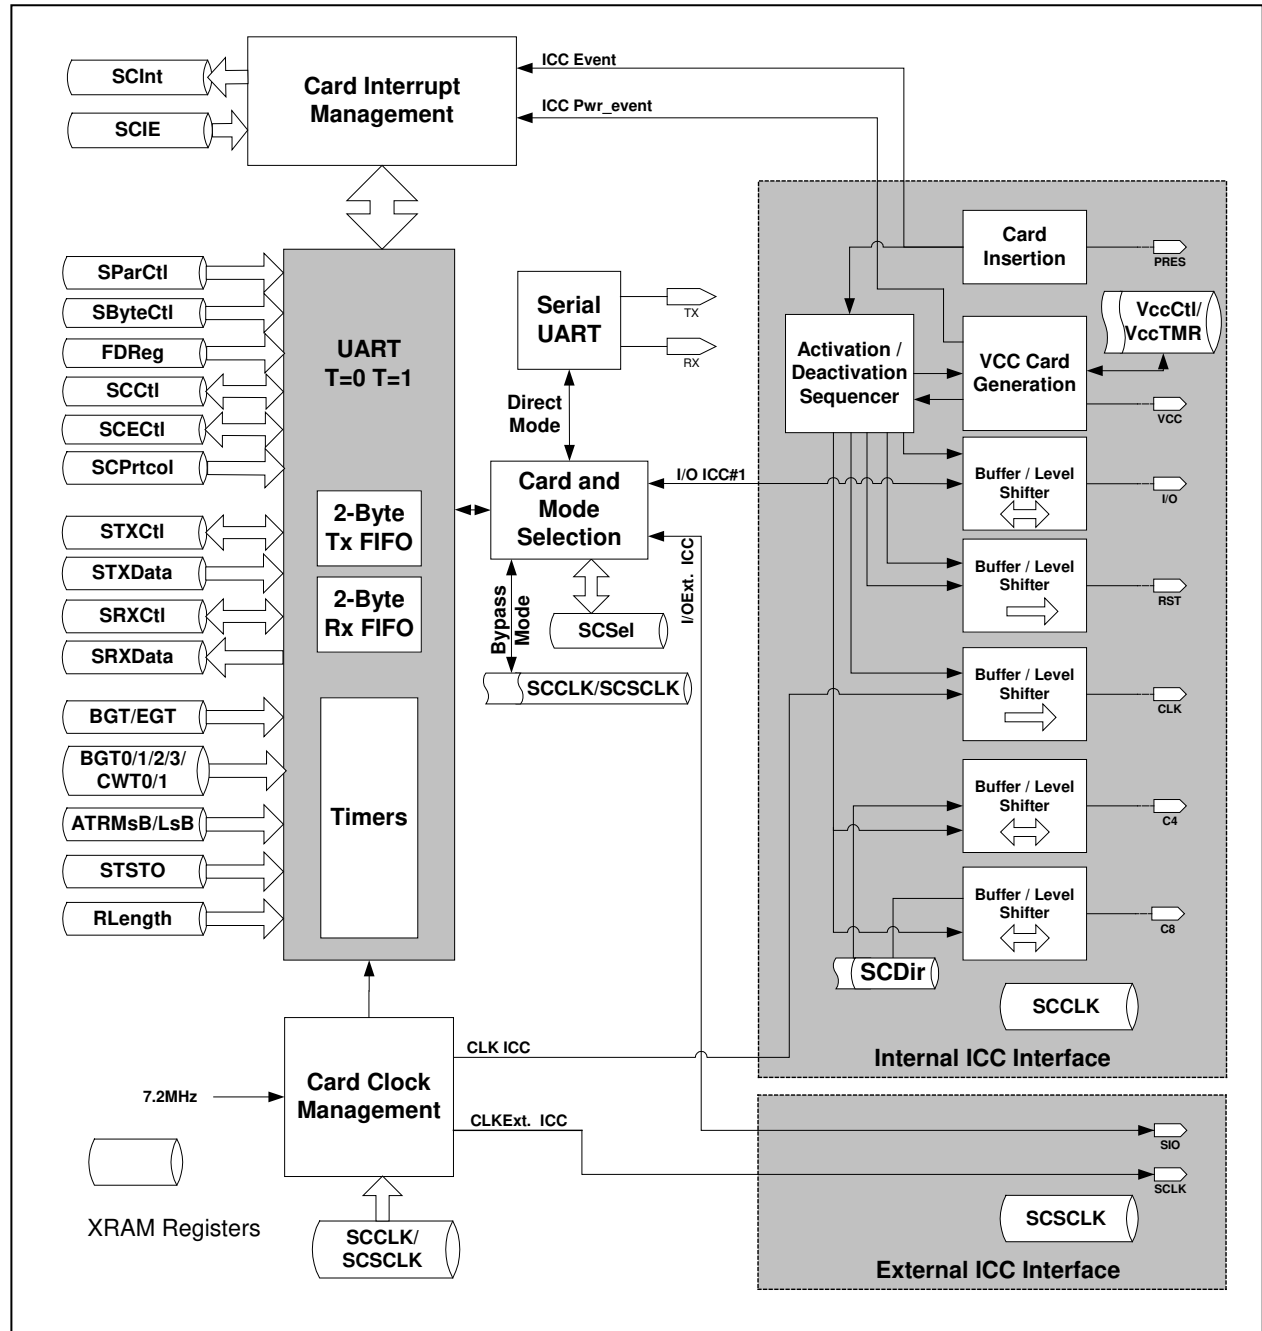 SCInt
SCIE
Card Interrupt
Management
ICC Event
ICC Pwr_event
SParCtl
SByteCtl
FDReg
SCCtl
SCECtl
SCPrtcol
STXCtl
STXData
SRXCtl
SRXData
BGT/EGT
BGT0/1/2/3/
CWT0/1
ATRMsB/LsB
STSTO
RLength
UART
T=0 T=1
2-Byte
Tx FIFO
2-Byte
Rx FIFO
Timers
Serial
UART
TX
RX
Direct
Mode
Card and
Mode
Selection
Bypass
Mode
SCSel
SCCLK/SCSCLK
I/O ICC#1
I/OExt. ICC
Card
Insertion
PRES
VccCtl/
VccTMR
Activation /
Deactivation
Sequencer
VCC Card
Generation
VCC
Buffer / Level
Shifter
I/O
Buffer / Level
Shifter
RST
Buffer / Level
Shifter
CLK
Buffer / Level
Shifter
C4
Buffer / Level
Shifter
C8
SCDir
SCCLK
Internal ICC Interface
CLK ICC
Card Clock
Management
7.2MHz
CLKExt. ICC
SIO
SCLK
SCSCLK
External ICC Interface
XRAM Registers
SCCLK/
SCSCLK